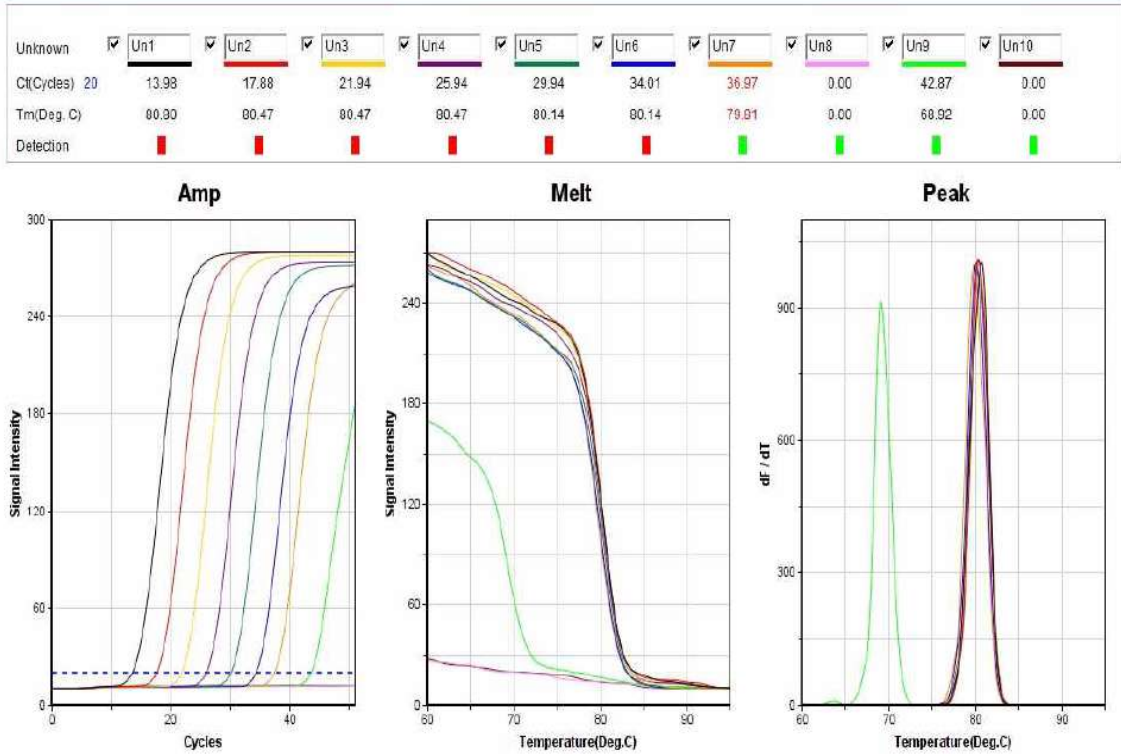 Unknown Un1 Un2 Un3 Un4 Un5 Un6 Un7 Un8 Un9 Un10
Ct(Cycles) 20 13.98 17.88 21.94 25.94 29.94 34.01 36.97 0.00 42.87 0.00
Tm(Deg. C) 80.80 80.47 80.47 80.47 80.14 80.14 79.81 0.00 68.92 0.00
Detection
Amp Melt Peak
300
240
180
120
60
0
Signal Intensity
0 20 40
Cycles
240
180
120
60
0
Signal Intensity
60 70 80 90
Temperature(Deg.C)
900
600
300
0
dF / dT
60 70 80 90
Temperature(Deg.C)